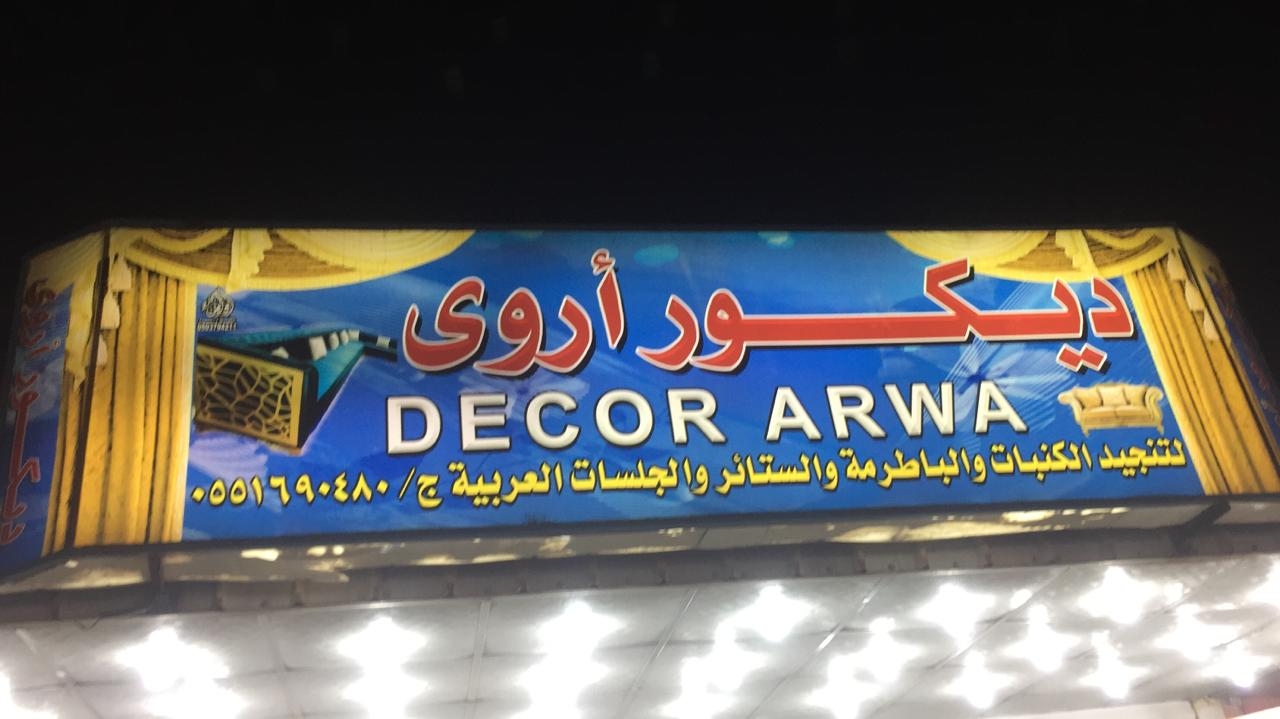 ديكور أروى
DECOR ARWA
لتنجيد الكنبات والباطرمة والستائر والجلسات العربية ج/ ٠٥٥١٦٩٠٤٨٠